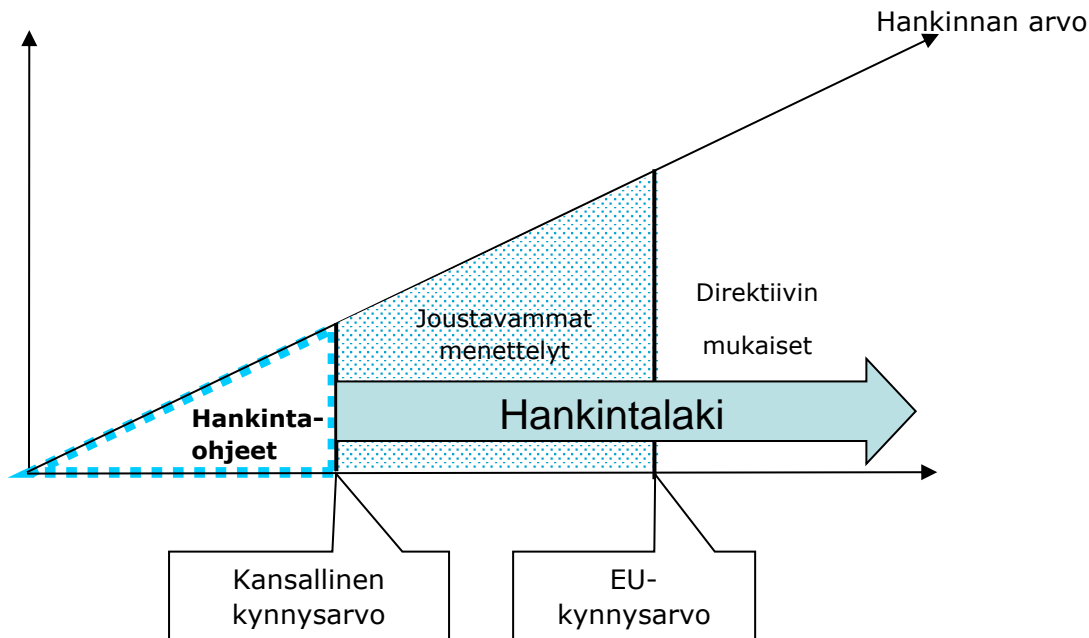 Hankinnan arvo
Direktiivin
mukaiset
Joustavammat
menettelyt
Hankinta-
ohjeet
Hankintalaki
Kansallinen
kynnysarvo
EU-
kynnysarvo